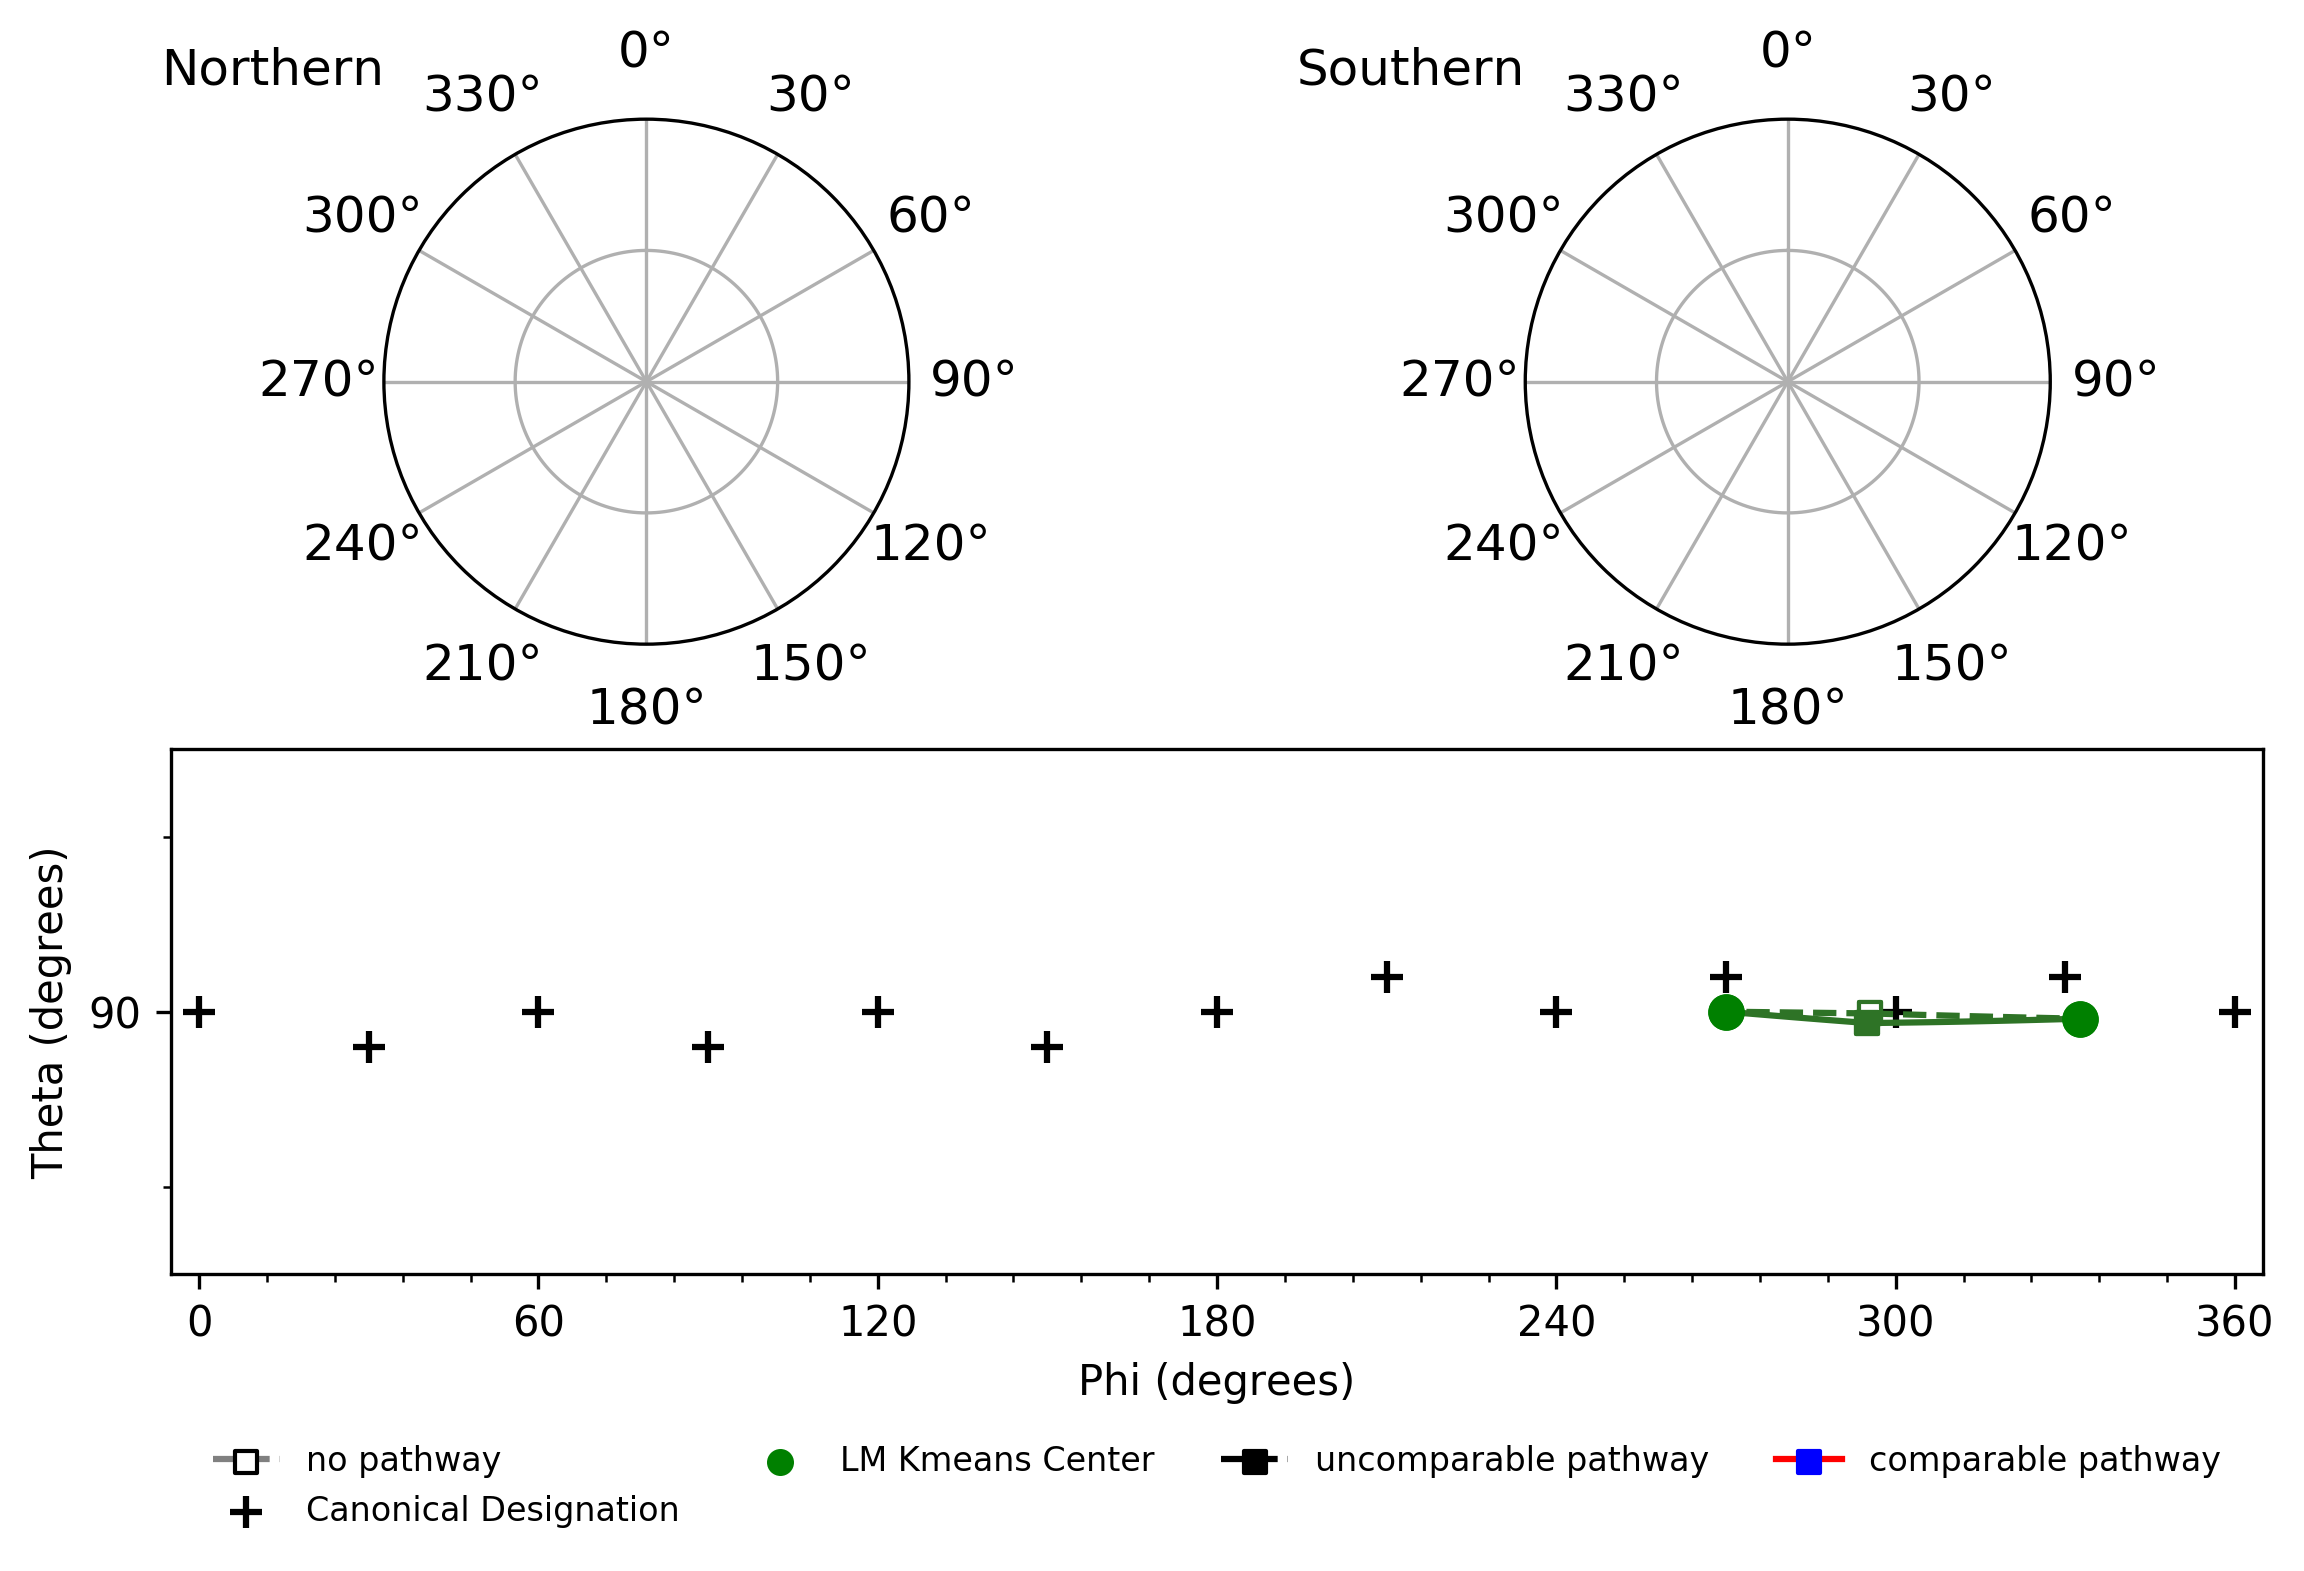 Northern
0°
330°
30°
300°
60°
270°
90°
240°
120°
210°
150°
180°
Southern
0°
330°
30°
300°
60°
270°
90°
240°
120°
210°
150°
180°
Theta (degrees)
90
0 60 120 180 240 300 360
Phi (degrees)
no pathway
Canonical Designation
LM Kmeans Center
uncomparable pathway
comparable pathway